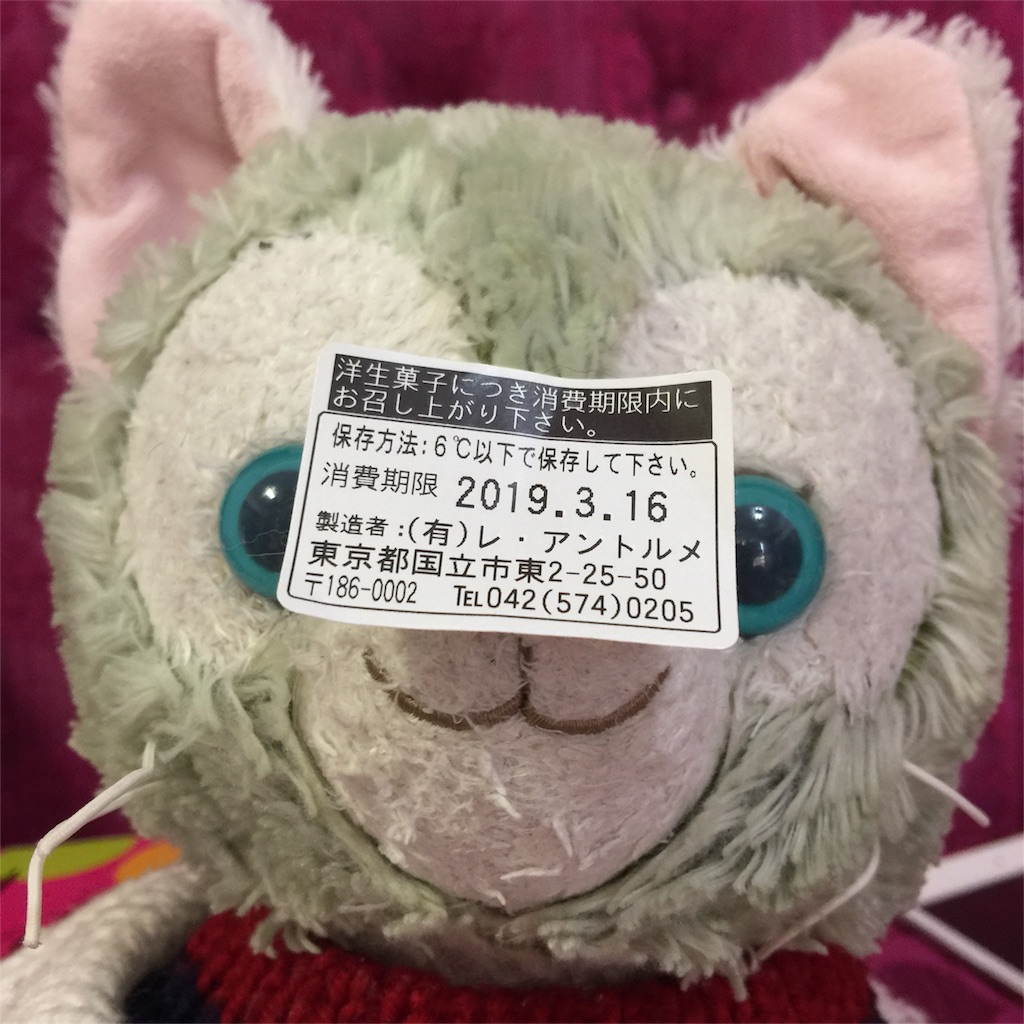 洋生菓子につき消費期限内に
お召し上がり下さい。
保存方法:6℃以下で保存して下さい。
消費期限 2019.3.16
製造者:(有)レ・アントルメ
東京都国立市東2-25-50
〒186-0002 TEL042(574)0205